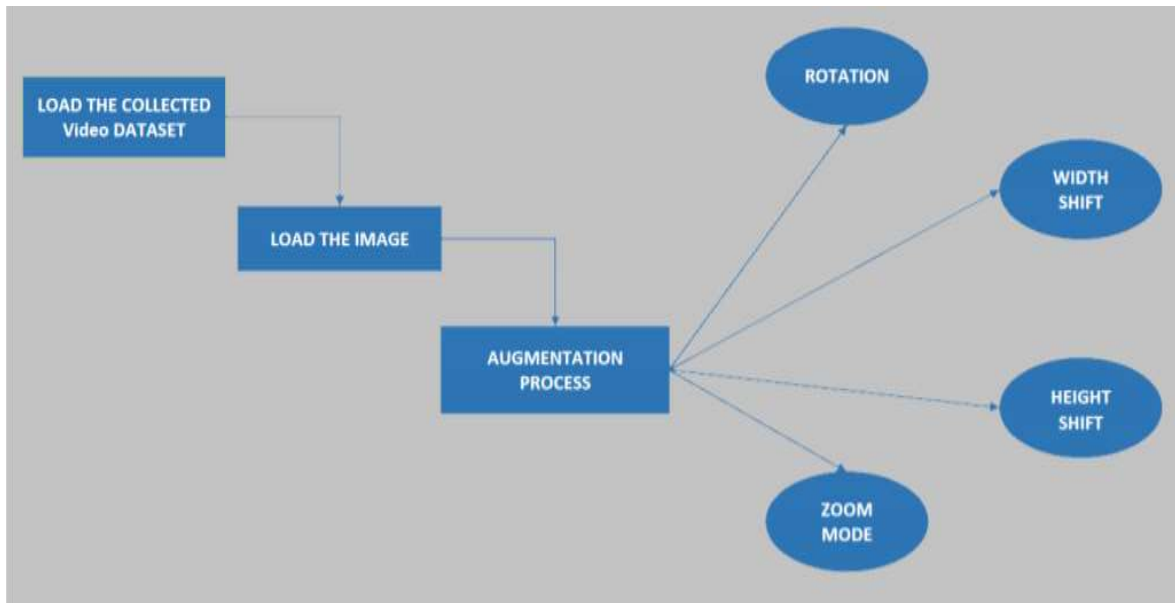 LOAD THE COLLECTED
Video DATASET
LOAD THE IMAGE
AUGMENTATION
PROCESS
ROTATION
WIDTH
SHIFT
HEIGHT
SHIFT
ZOOM
MODE